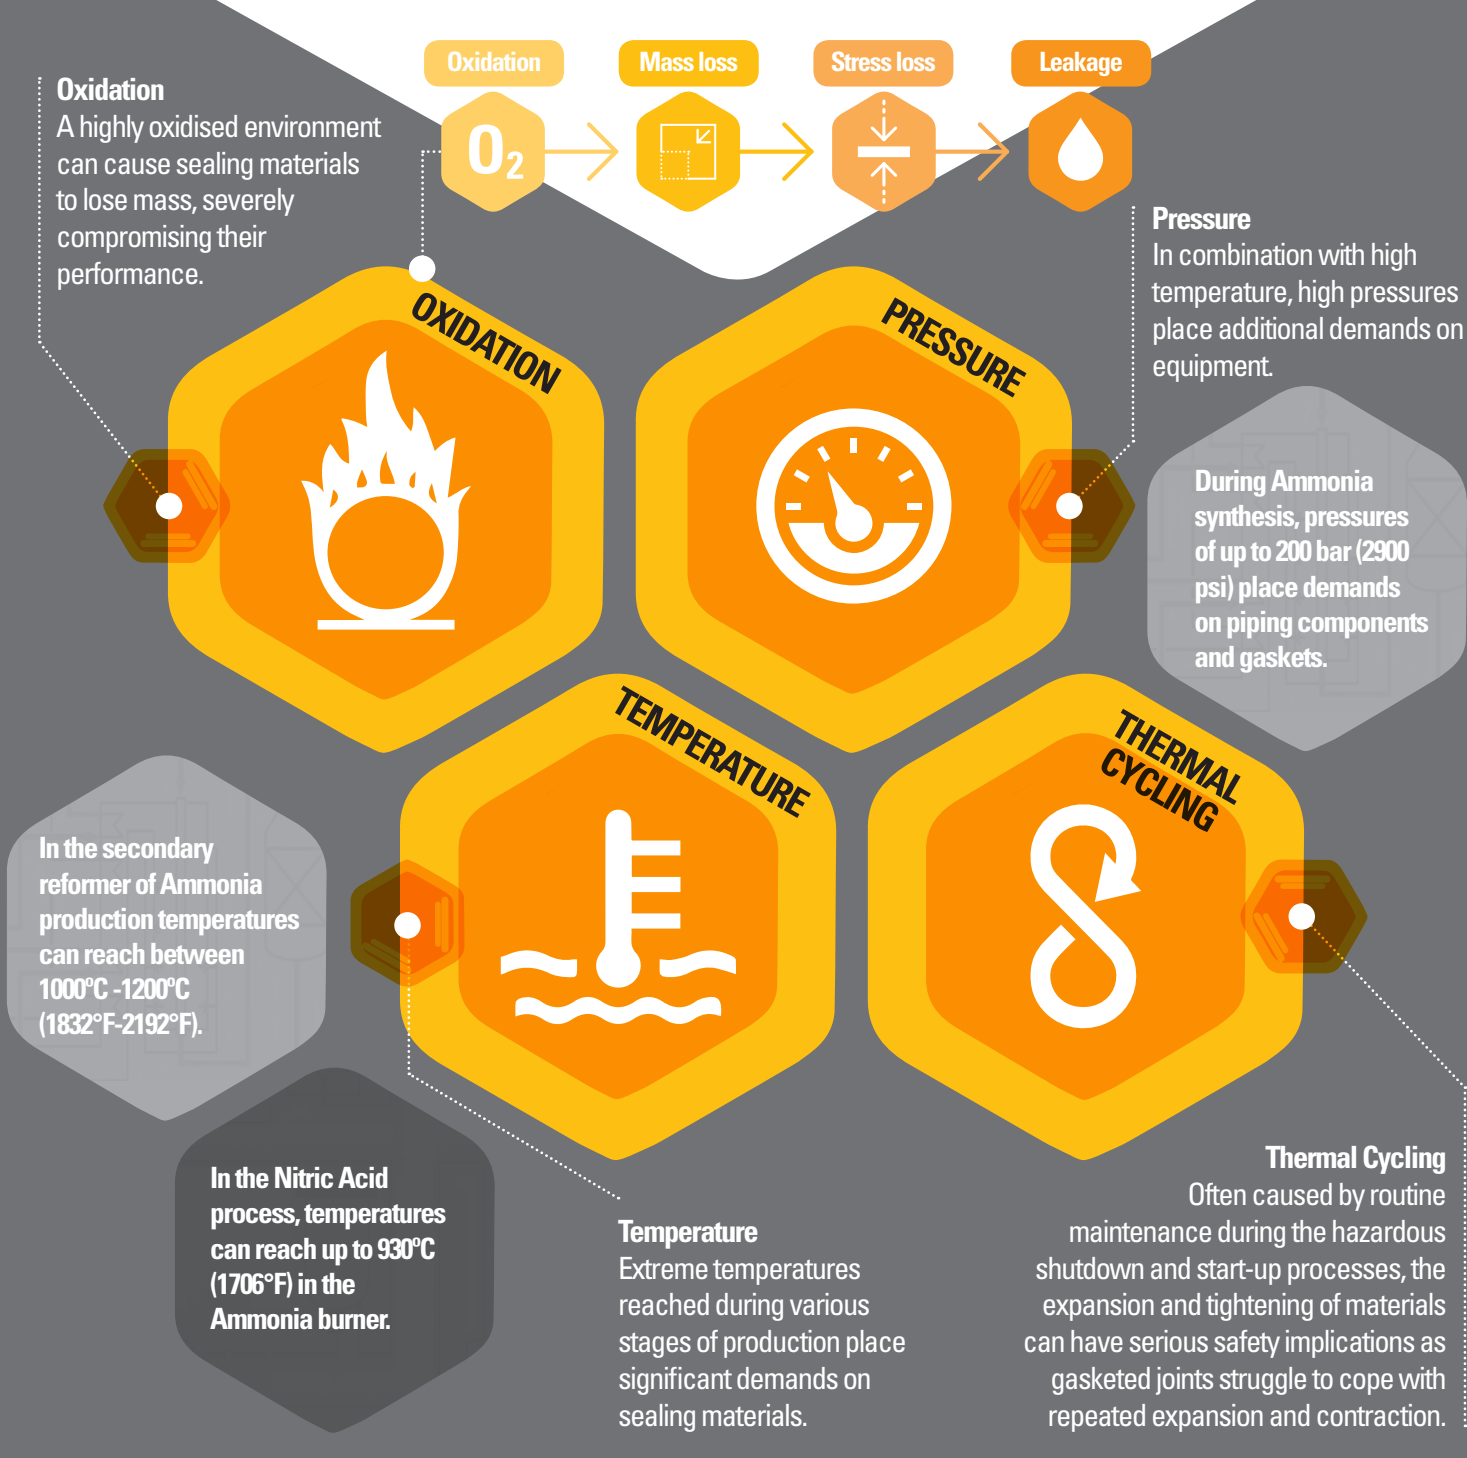 Oxidation
Mass loss
Stress loss
Leakage
O2
Oxidation
A highly oxidised environment
can cause sealing materials
to lose mass, severely
compromising their
performance.
Pressure
In combination with high
temperature, high pressures
place additional demands on
equipment.
OXIDATION
PRESSURE
During Ammonia
synthesis, pressures
of up to 200 bar (2900
psi) place demands
on piping components
and gaskets.
TEMPERATURE
THERMAL
CYCLING
In the secondary
reformer of Ammonia
production temperatures
can reach between
1000ºC -1200ºC
(1832°F-2192°F).
In the Nitric Acid
process, temperatures
can reach up to 930ºC
(1706°F) in the
Ammonia burner.
Temperature
Extreme temperatures
reached during various
stages of production place
significant demands on
sealing materials.
Thermal Cycling
Often caused by routine
maintenance during the hazardous
shutdown and start-up processes, the
expansion and tightening of materials
can have serious safety implications as
gasketed joints struggle to cope with
repeated expansion and contraction.